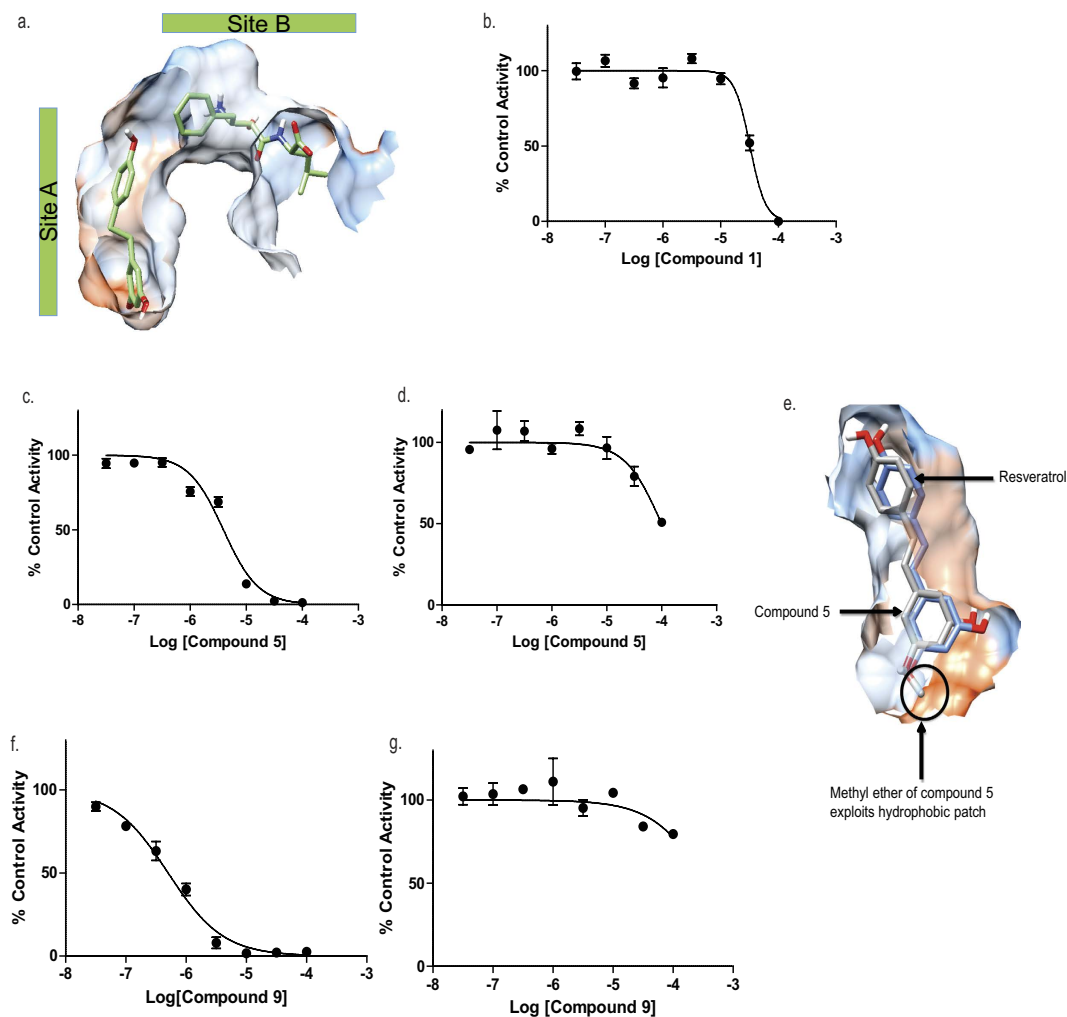 a.
Site B
Site A
b.
% Control Activity
100
50
0
-8 -7 -6 -5 -4 -3
Log [Compound 1]
c.
% Control Activity
100
50
0
-8 -7 -6 -5 -4 -3
Log [Compound 5]
d.
% Control Activity
100
50
0
-8 -7 -6 -5 -4 -3
Log [Compound 5]
e.
Resveratrol
Compound 5
Methyl ether of compound 5
exploits hydrophobic patch
f.
% Control Activity
100
50
0
-8 -7 -6 -5 -4 -3
Log[Compound 9]
g.
% Control Activity
100
50
0
-8 -7 -6 -5 -4 -3
Log [Compound 9]